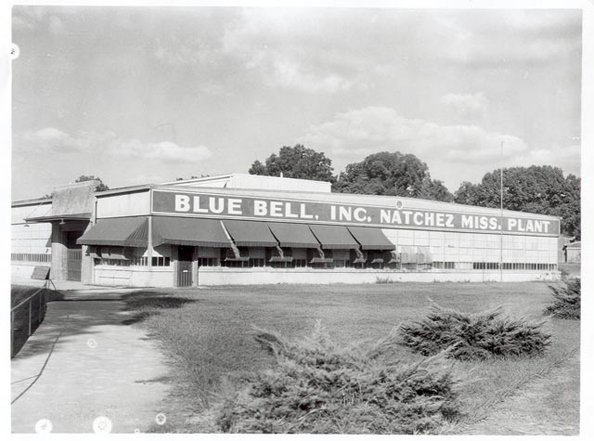 BLUE BELL, INC. NATCHEZ MISS. PLANT